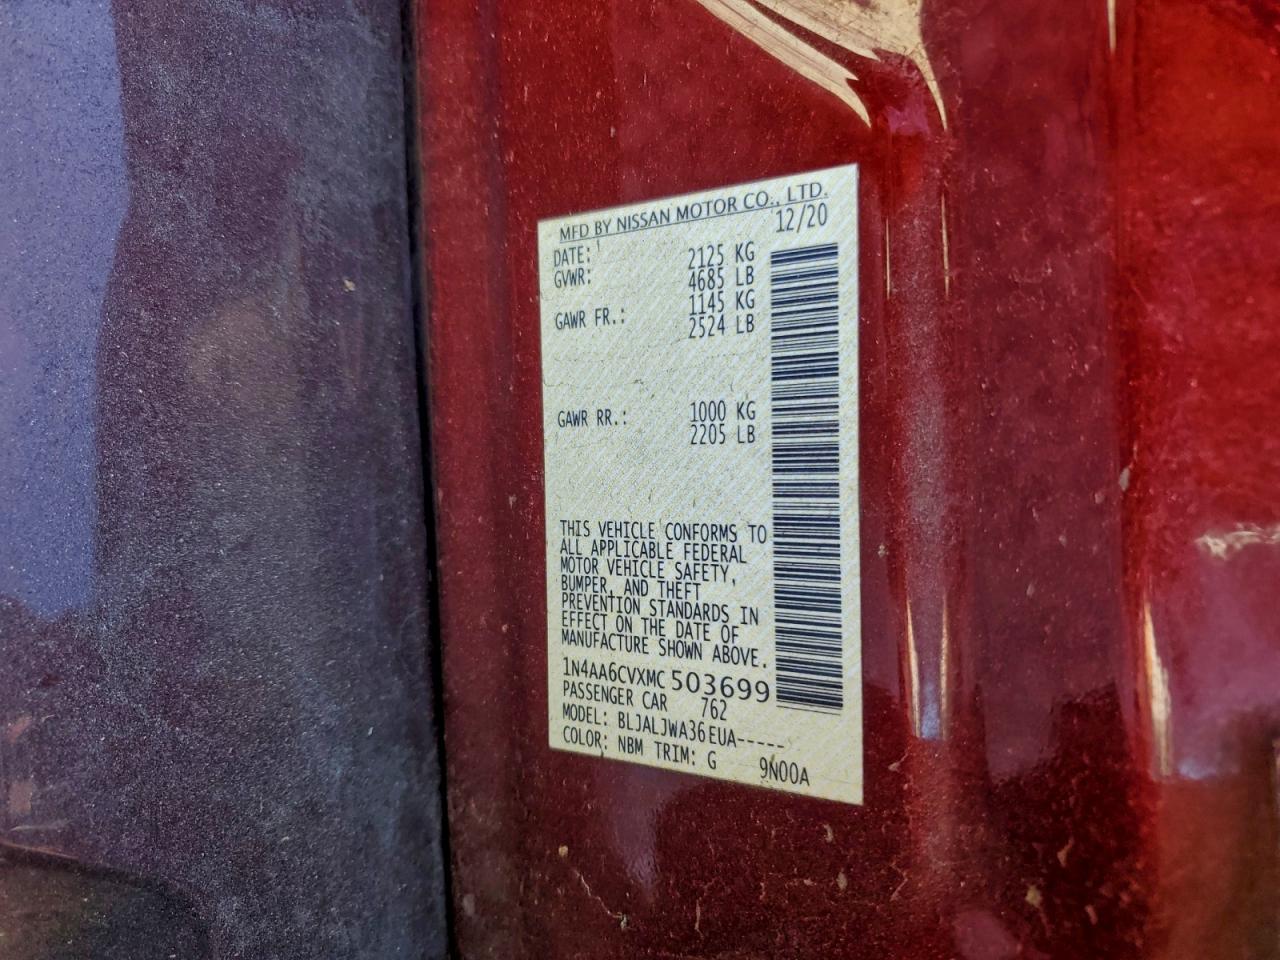 MFD BY NISSAN MOTOR CO., LTD.
DATE: 12/20
GVWR: 2125 KG
4685 LB
GAWR FR.: 1145 KG
2524 LB
GAWR RR.: 1000 KG
2205 LB
THIS VEHICLE CONFORMS TO
ALL APPLICABLE FEDERAL
MOTOR VEHICLE SAFETY,
BUMPER, AND THEFT
PREVENTION STANDARDS IN
EFFECT ON THE DATE OF
MANUFACTURE SHOWN ABOVE.
1N4AA6CVXMC503699
PASSENGER CAR 762
MODEL: BLJALJWA36EUA-----
COLOR: NBM TRIM: G 9N00A